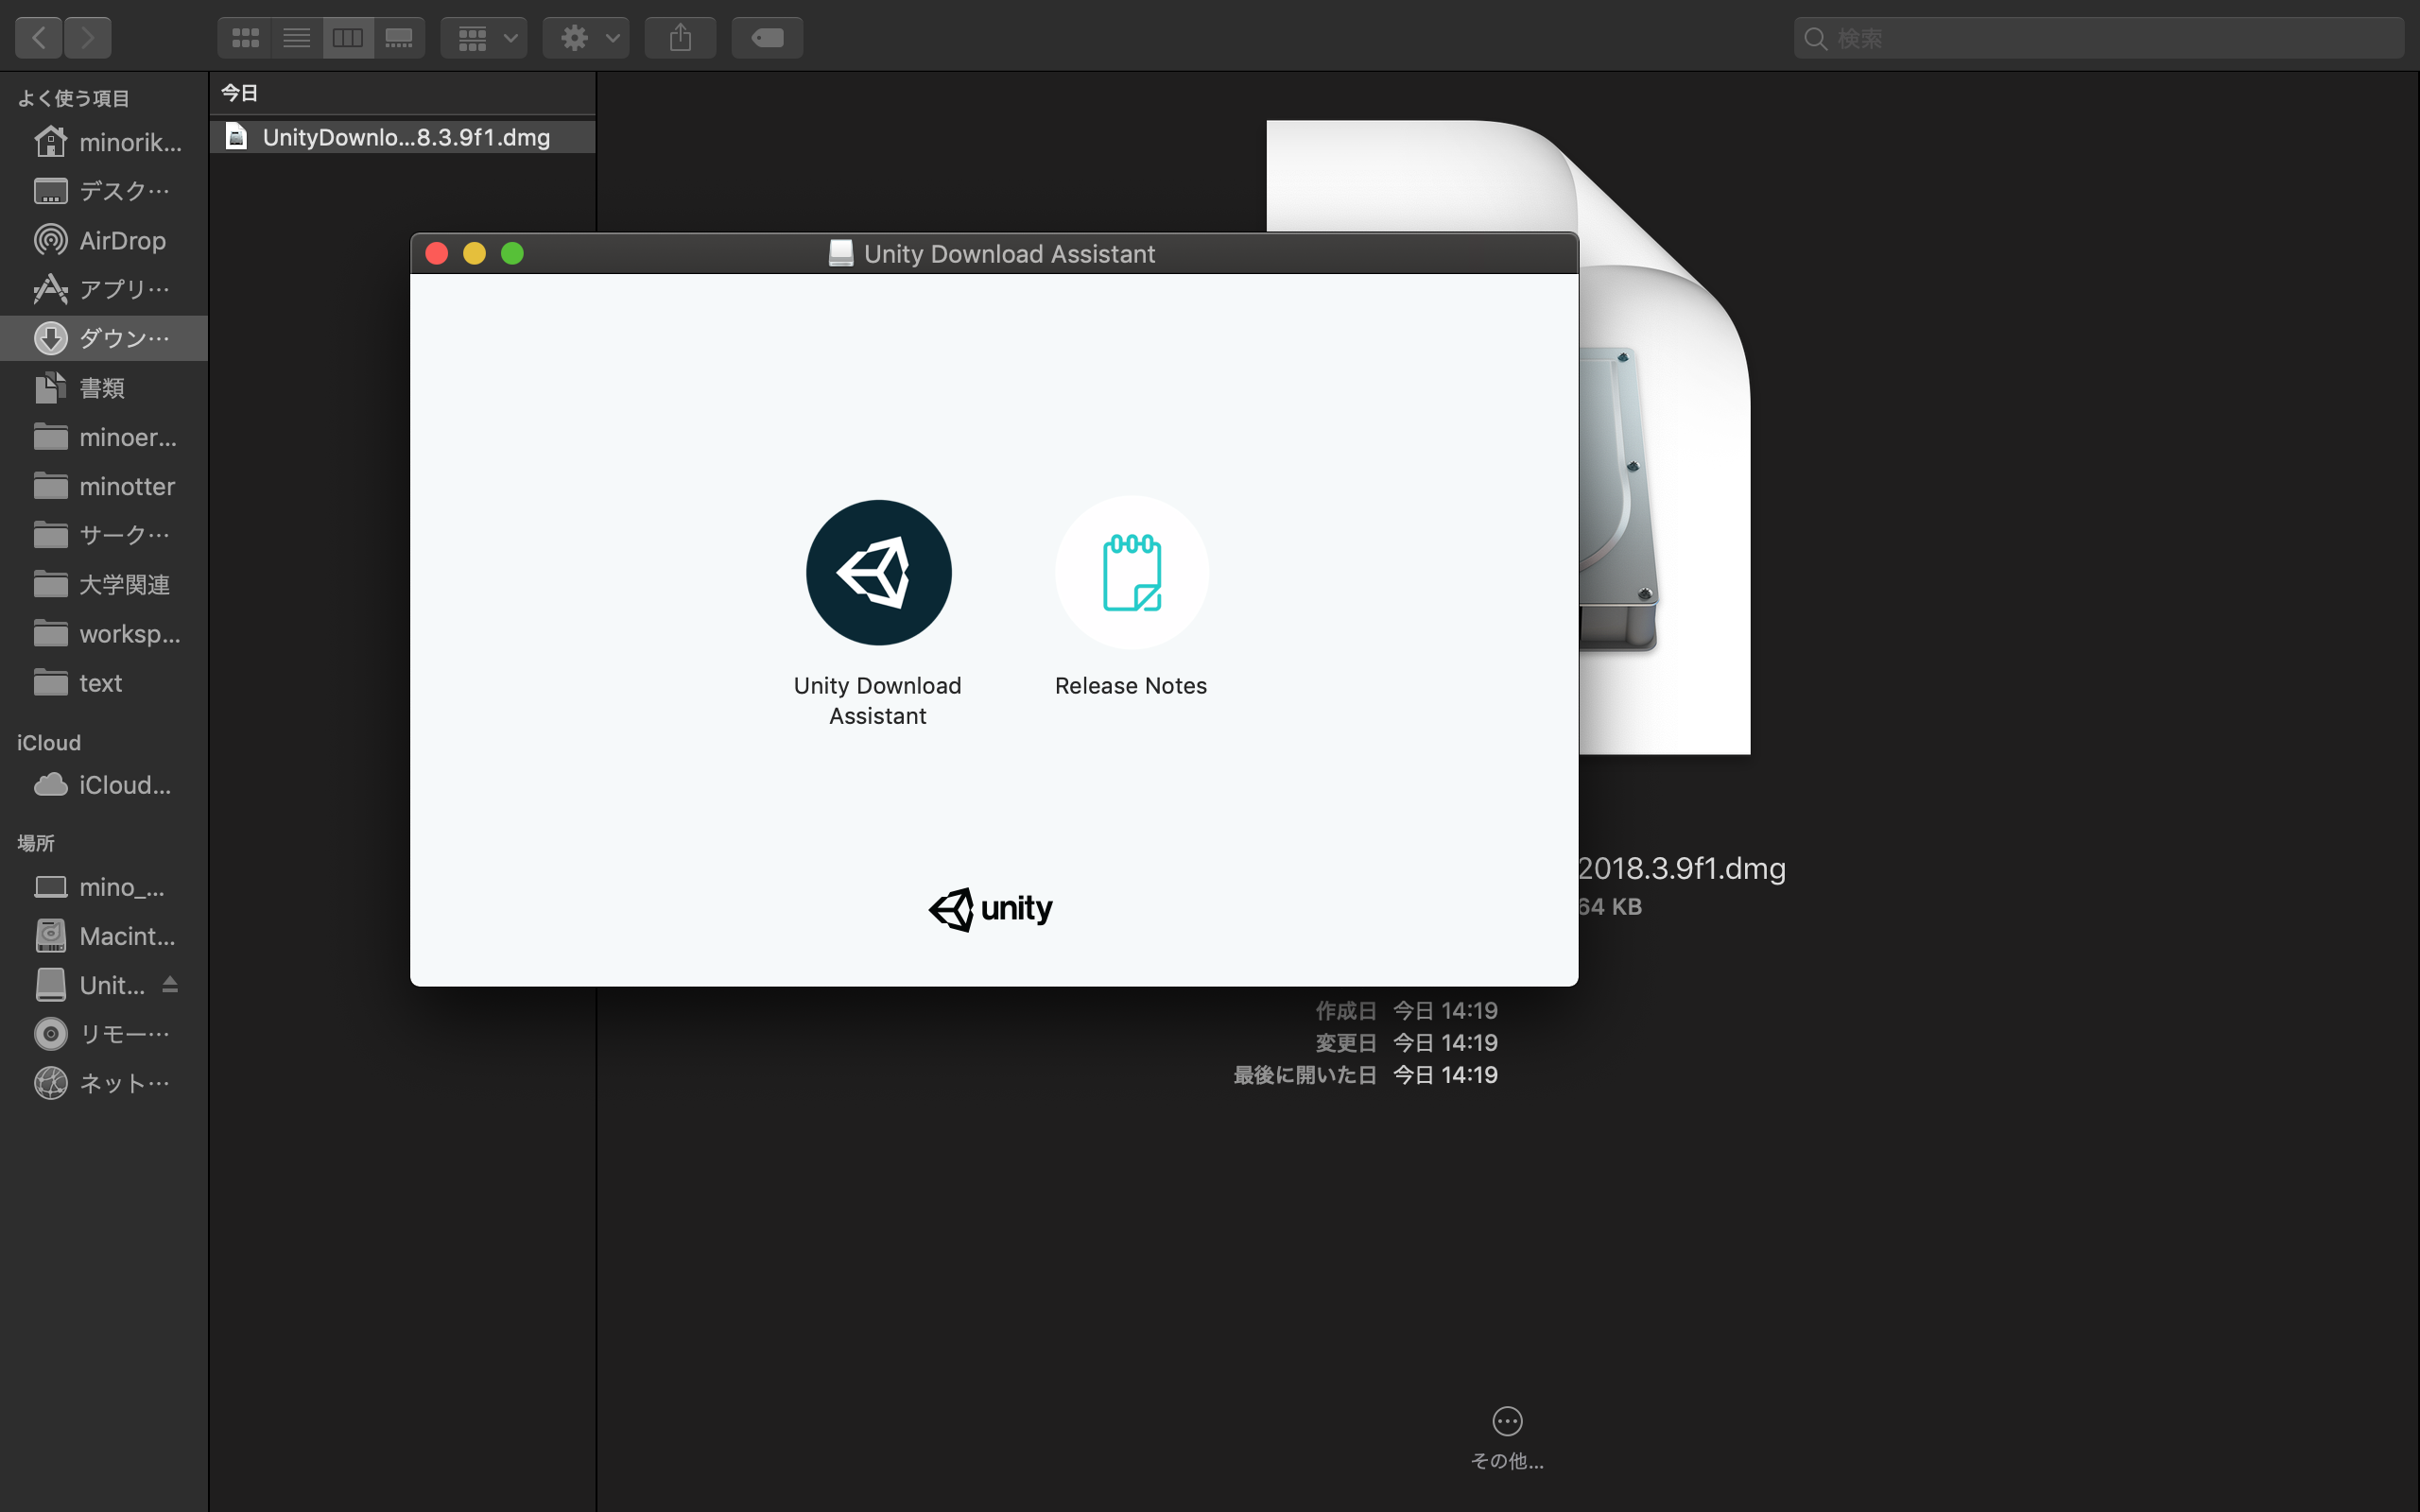 検索
よく使う項目
minorik...
デスク…
AirDrop
アプリ…
ダウン…
書類
minoer...
minotter
サーク…
大学関連
worksp...
text
iCloud
iCloud...
場所
mino_...
Macint...
Unit...
リモー…
ネット…
今日
UnityDownlo...8.3.9f1.dmg
Unity Download Assistant
Unity Download
Assistant
Release Notes
unity
2018.3.9f1.dmg
64 KB
作成日 今日 14:19
変更日 今日 14:19
最後に開いた日 今日 14:19
その他...